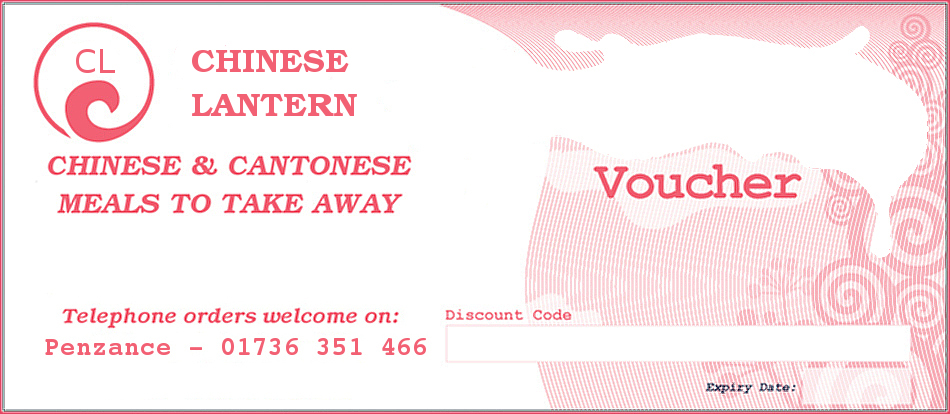 CL
CHINESE
LANTERN
CHINESE & CANTONESE
MEALS TO TAKE AWAY
Voucher
Telephone orders welcome on:
Penzance – 01736 351 466
Discount Code
Expiry Date: